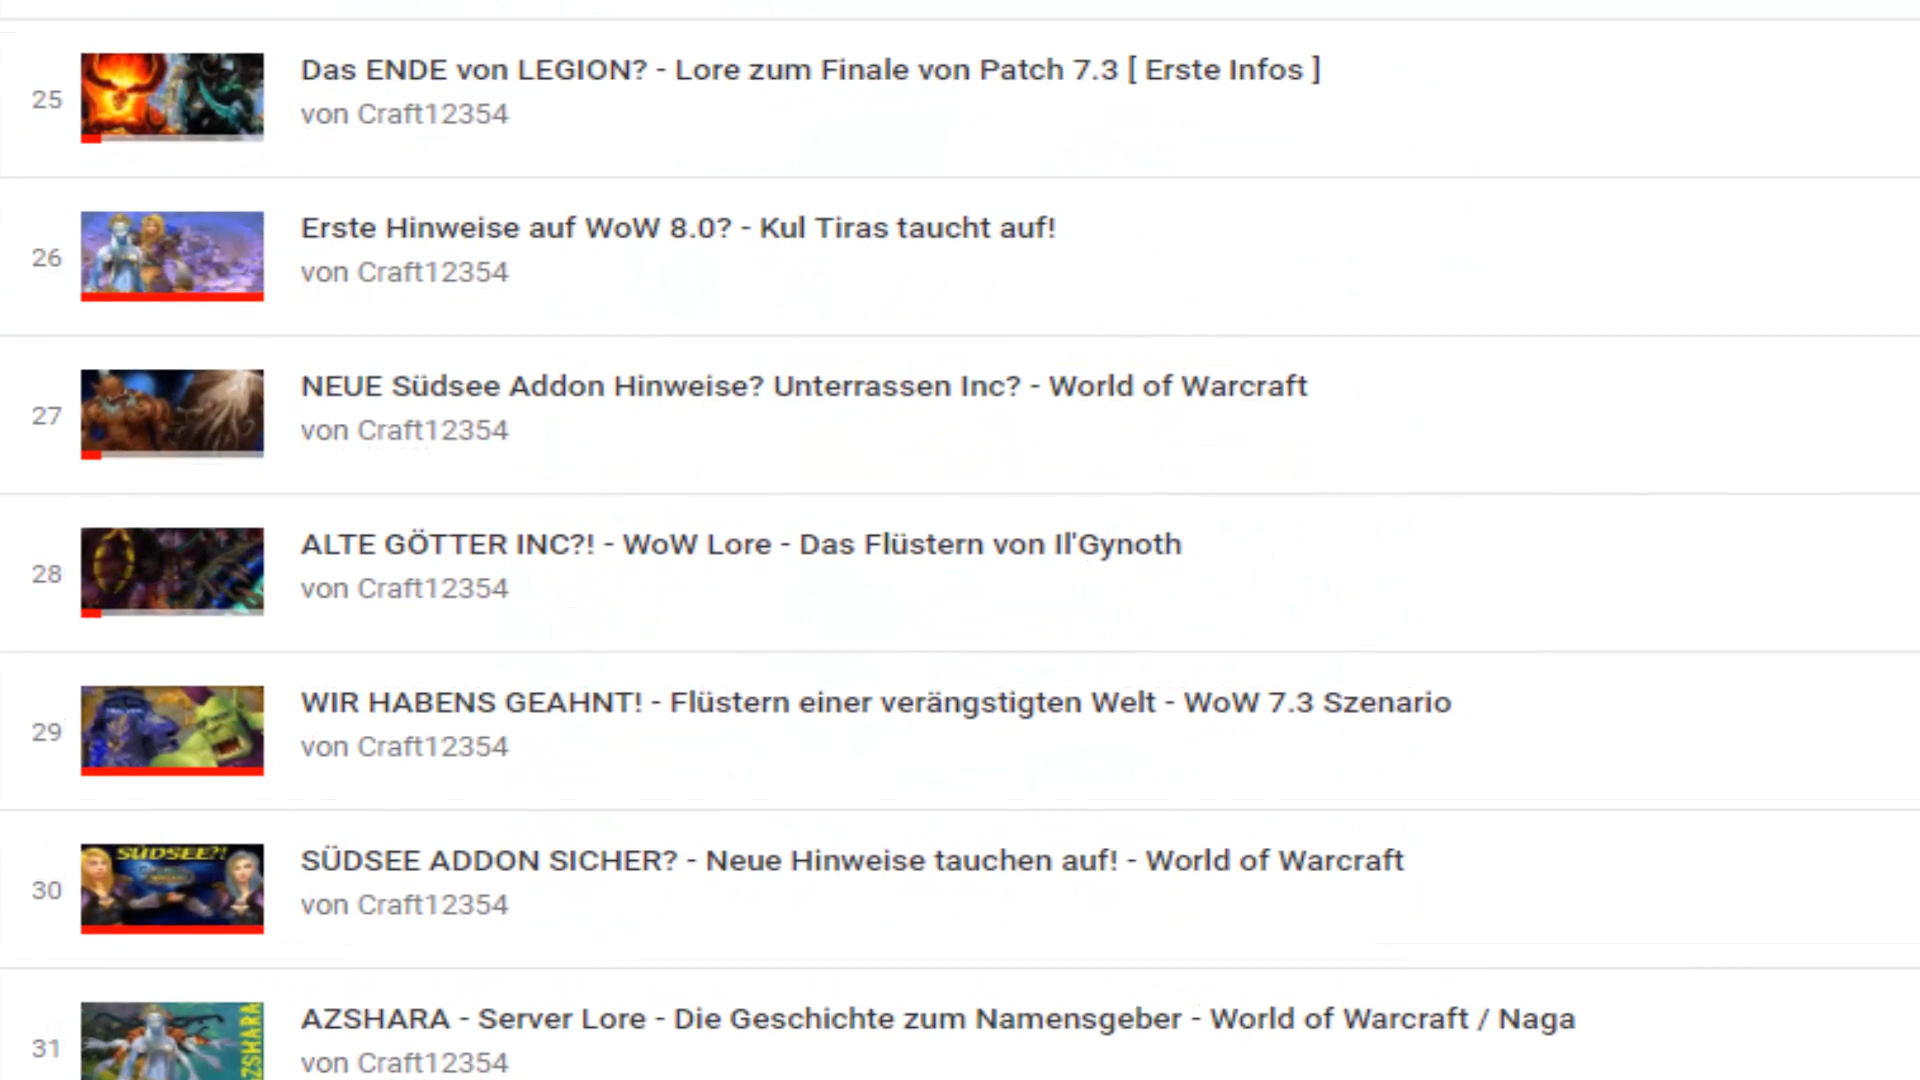 25
Das ENDE von LEGION? - Lore zum Finale von Patch 7.3 [ Erste Infos ]
von Craft12354
26
Erste Hinweise auf WoW 8.0? - Kul Tiras taucht auf!
von Craft12354
27
NEUE Südsee Addon Hinweise? Unterrassen Inc? - World of Warcraft
von Craft12354
28
ALTE GÖTTER INC?! - WoW Lore - Das Flüstern von Il'Gynoth
von Craft12354
29
WIR HABENS GEAHNT! - Flüstern einer verängstigten Welt - WoW 7.3 Szenario
von Craft12354
SÜDSEE?!
30
SÜDSEE ADDON SICHER? - Neue Hinweise tauchen auf! - World of Warcraft
von Craft12354
31
ZSHARA
AZSHARA - Server Lore - Die Geschichte zum Namensgeber - World of Warcraft / Naga
von Craft12354